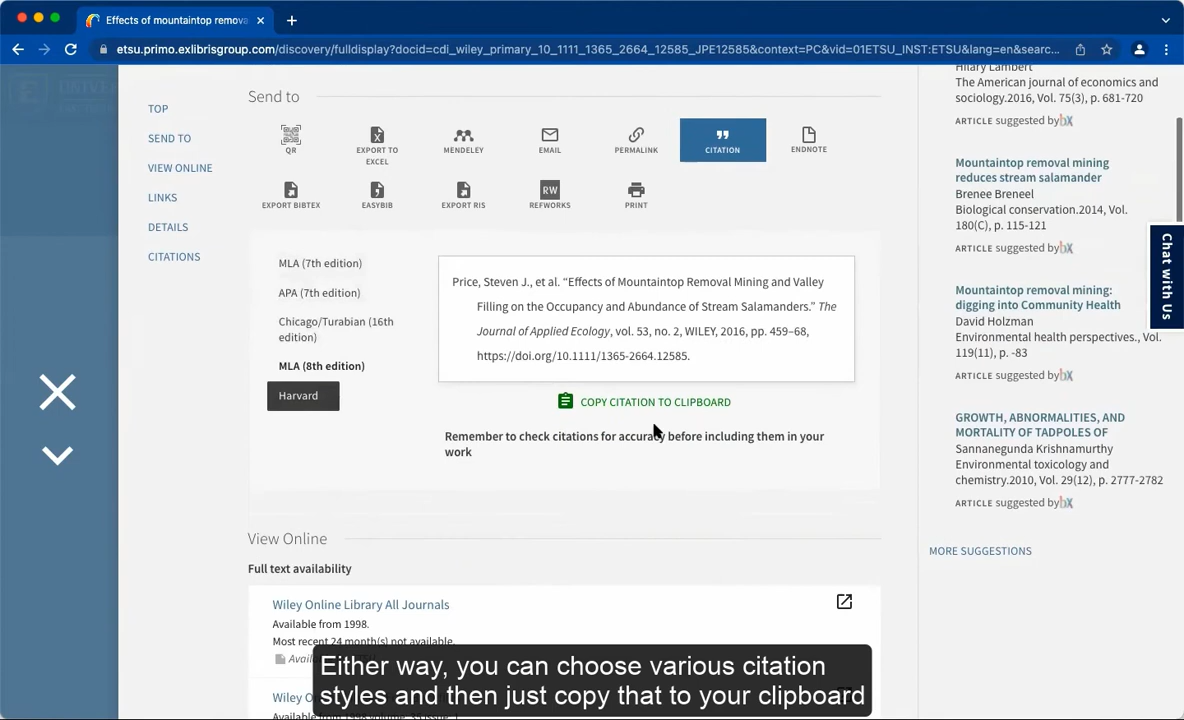 Effects of mountaintop remova
etsu.primo.exlibrisgroup.com/discovery/fulldisplay?docid=cdi_wiley_primary_10_1111_1365_2664_12585_JPE12585&context=PC&vid=01ETSU_INST:ETSU&lang=en&searc...
TOP
SEND TO
VIEW ONLINE
LINKS
DETAILS
CITATIONS
Send to
QR
EXPORT TO
EXCEL
MENDELEY
EMAIL
PERMALINK
CITATION
ENDNOTE
EXPORT BIBTEX
EASYBIB
EXPORT RIS
RW
REFWORKS
PRINT
MLA (7th edition)
APA (7th edition)
Chicago/Turabian (16th
edition)
MLA (8th edition)
Harvard
Price, Steven J., et al. “Effects of Mountaintop Removal Mining and Valley
Filling on the Occupancy and Abundance of Stream Salamanders.” The
Journal of Applied Ecology, vol. 53, no. 2, WILEY, 2016, pp. 459–68,
https://doi.org/10.1111/1365-2664.12585.
COPY CITATION TO CLIPBOARD
Remember to check citations for accuracy before including them in your
work
View Online
Full text availability
Wiley Online Library All Journals
Available from 1998.
Most recent 24 month(s) not available.
Wiley
Hilary Lambert
The American journal of economics and
sociology.2016, Vol. 75(3), p. 681-720
ARTICLE suggested by bX
Mountaintop removal mining
reduces stream salamander
Brenee Breneel
Biological conservation.2014, Vol.
180(C), p. 115-121
ARTICLE suggested by bX
Mountaintop removal mining:
digging into Community Health
David Holzman
Environmental health perspectives., Vol.
119(11), p. -83
ARTICLE suggested by bX
GROWTH, ABNORMALITIES, AND
MORTALITY OF TADPOLES OF
Sannanegunda Krishnamurthy
Environmental toxicology and
chemistry.2010, Vol. 29(12), p. 2777-2782
ARTICLE suggested by bX
MORE SUGGESTIONS
Chat with Us
Either way, you can choose various citation
styles and then just copy that to your clipboard